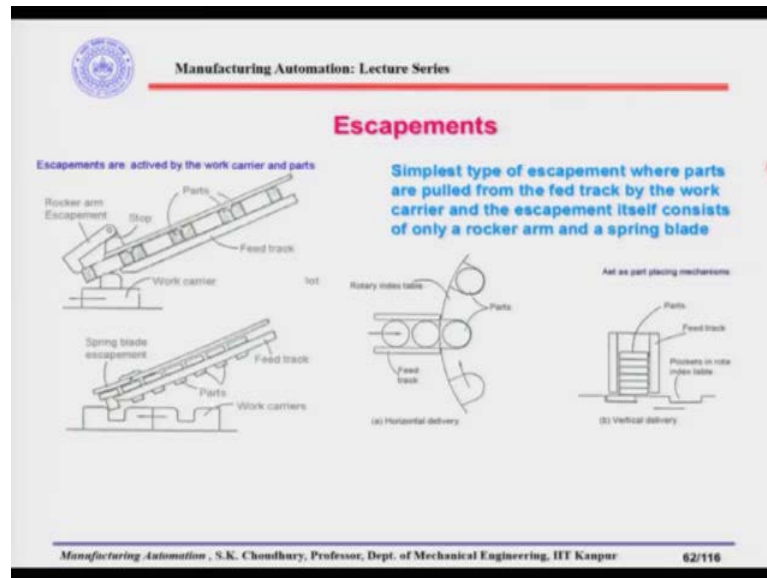 Manufacturing Automation: Lecture Series
Escapements
Escapements are actived by the work carrier and parts
Rocker arm
Escapement
Stop
Parts
Feed track
Work carrier
Spring blade
escapement
Feed track
Parts
Work carriers
Simplest type of escapement where parts
are pulled from the fed track by the work
carrier and the escapement itself consists
of only a rocker arm and a spring blade
lot
Rotary index table
Parts
Feed
track
(a) Horizontal delivery
Act as part placing mechanisms
Parts
Feed track
Pockets in rota
index table
(b) Vertical delivery
Manufacturing Automation , S.K. Choudhury, Professor, Dept. of Mechanical Engineering, IIT Kanpur
62/116